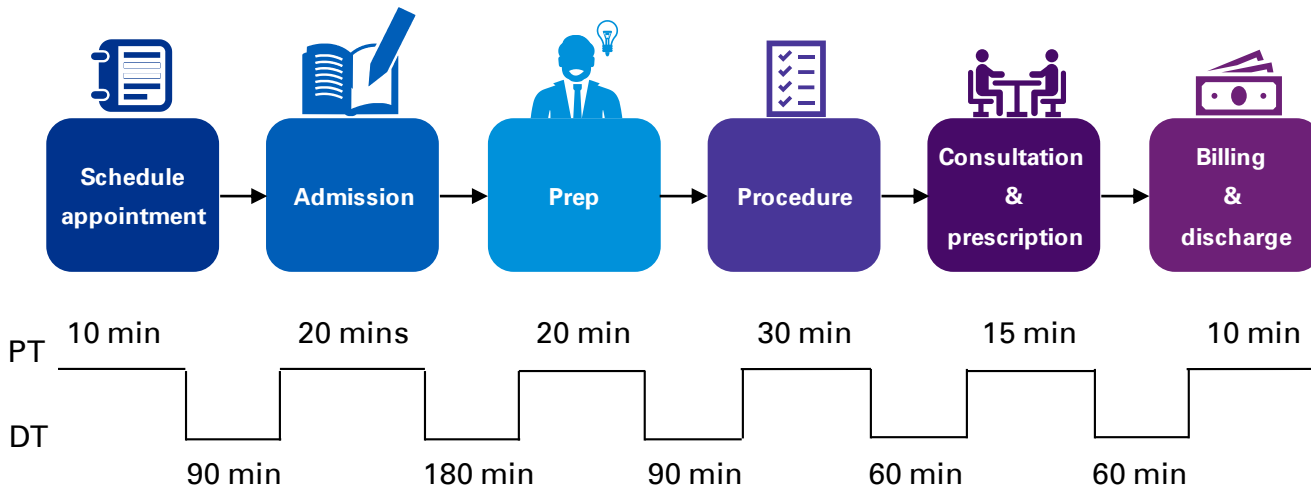 Schedule
appointment
Admission
Prep
Procedure
Consultation
&
prescription
Billing
&
discharge
PT
10 min
20 mins
20 min
30 min
15 min
10 min
DT
90 min
180 min
90 min
60 min
60 min